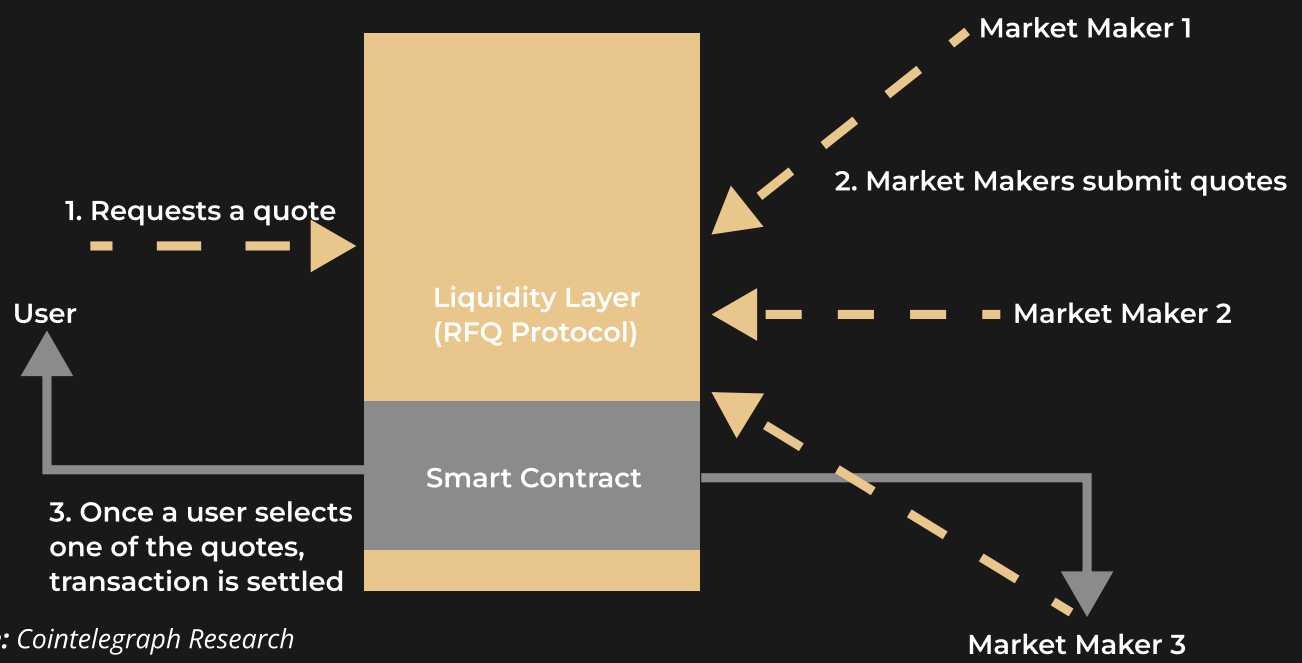 Market Maker 1
2. Market Makers submit quotes
1. Requests a quote
Liquidity Layer
(RFQ Protocol)
User
Market Maker 2
Smart Contract
3. Once a user selects
one of the quotes,
transaction is settled
: Cointelegraph Research
Market Maker 3